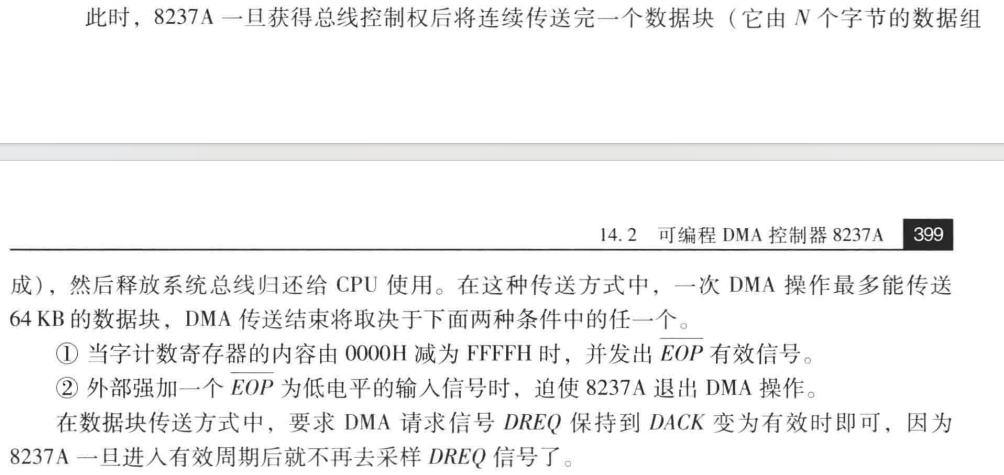 此时，8237A 一旦获得总线控制权后将连续传送完一个数据块（它由 N 个字节的数据组
14.2 可编程 DMA 控制器 8237A 399
成），然后释放系统总线归还给 CPU 使用。在这种传送方式中，一次 DMA 操作最多能传送
64 KB 的数据块，DMA 传送结束将取决于下面两种条件中的任一个。
① 当字计数寄存器的内容由 0000H 减为 FFFFH 时，并发出 E̅O̅P̅ 有效信号。
② 外部强加一个 E̅O̅P̅ 为低电平的输入信号时，迫使 8237A 退出 DMA 操作。
在数据块传送方式中，要求 DMA 请求信号 DREQ 保持到 DACK 变为有效时即可，因为
8237A 一旦进入有效周期后就不再去采样 DREQ 信号了。